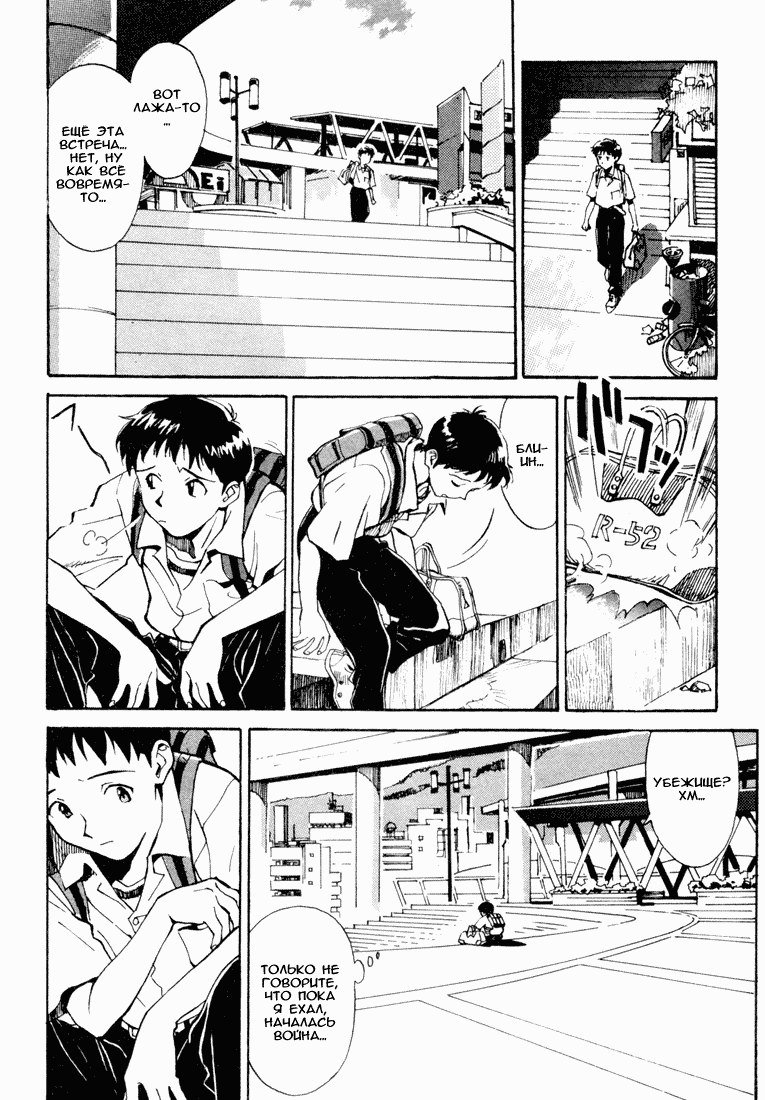 ВОТ
ЛАЖА-ТО
...
ЕЩЁ ЭТА
ВСТРЕЧА...
НЕТ, НУ
КАК ВСЁ
ВОВРЕМЯ-
ТО...
БЛИ-
ИН...
R-52
УБЕЖИЩЕ?
ХМ...
ТОЛЬКО НЕ
ГОВОРИТЕ,
ЧТО ПОКА
Я ЕХАЛ,
НАЧАЛАСЬ
ВОЙНА...